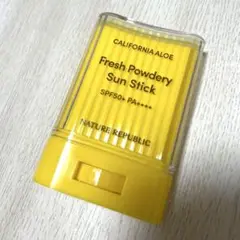 CALIFORNIA ALOE
Fresh Powdery
Sun Stick
SPF50+ PA++++
NATURE REPUBLIC